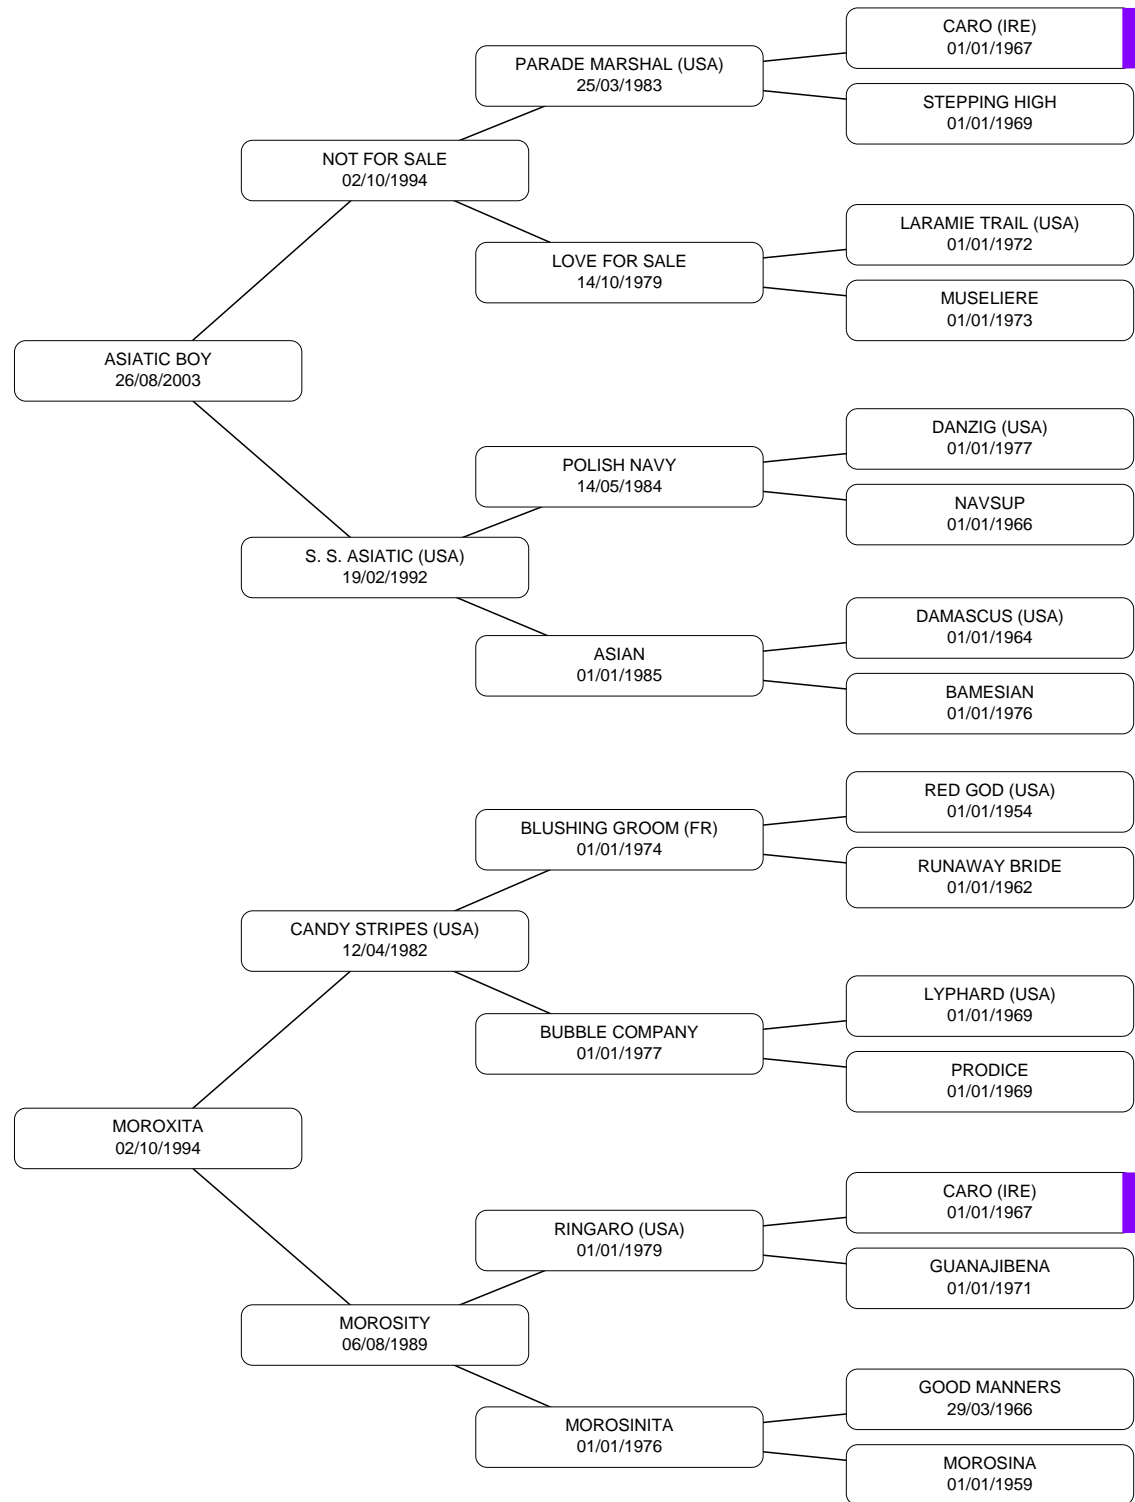 CARO (IRE)
01/01/1967
PARADE MARSHAL (USA)
25/03/1983
STEPPING HIGH
01/01/1969
NOT FOR SALE
02/10/1994
LARAMIE TRAIL (USA)
01/01/1972
LOVE FOR SALE
14/10/1979
MUSELIERE
01/01/1973
ASIATIC BOY
26/08/2003
DANZIG (USA)
01/01/1977
POLISH NAVY
14/05/1984
NAVSUP
01/01/1966
S. S. ASIATIC (USA)
19/02/1992
DAMASCUS (USA)
01/01/1964
ASIAN
01/01/1985
BAMESIAN
01/01/1976
RED GOD (USA)
01/01/1954
BLUSHING GROOM (FR)
01/01/1974
RUNAWAY BRIDE
01/01/1962
CANDY STRIPES (USA)
12/04/1982
LYPHARD (USA)
01/01/1969
BUBBLE COMPANY
01/01/1977
PRODICE
01/01/1969
MOROXITA
02/10/1994
CARO (IRE)
01/01/1967
RINGARO (USA)
01/01/1979
GUANAJIBENA
01/01/1971
MOROSITY
06/08/1989
GOOD MANNERS
29/03/1966
MOROSINITA
01/01/1976
MOROSINA
01/01/1959